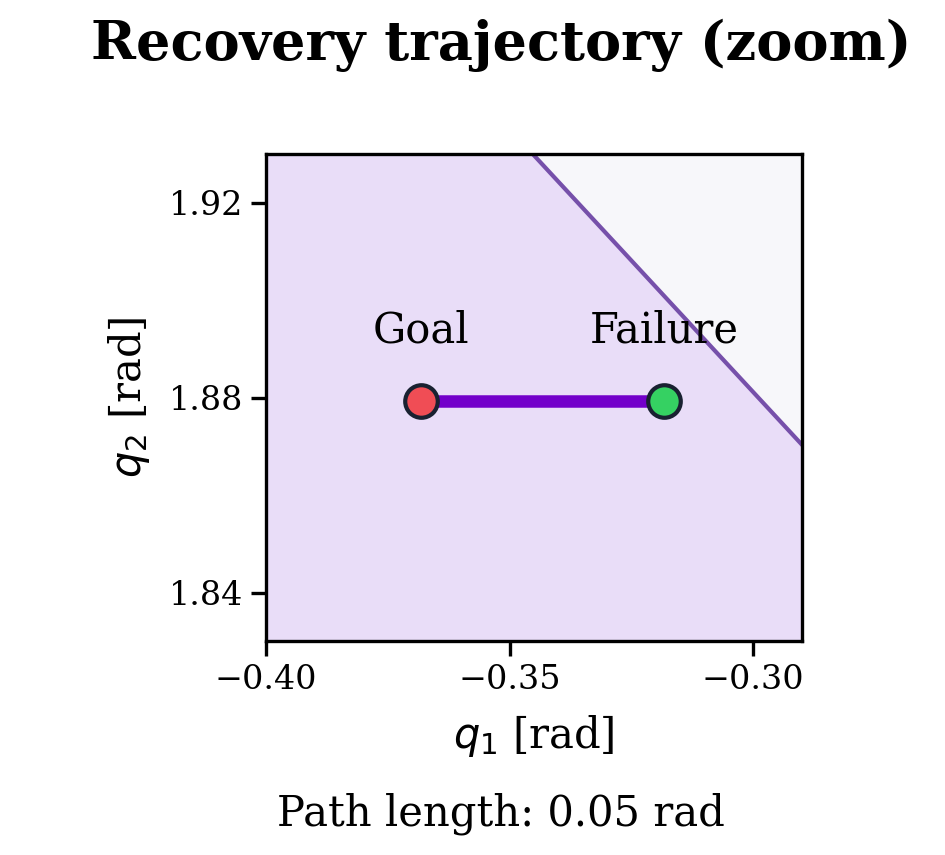 Recovery trajectory (zoom)
1.92
Goal Failure
1.88
q₂ [rad]
1.84
−0.40 −0.35 −0.30
q₁ [rad]
Path length: 0.05 rad